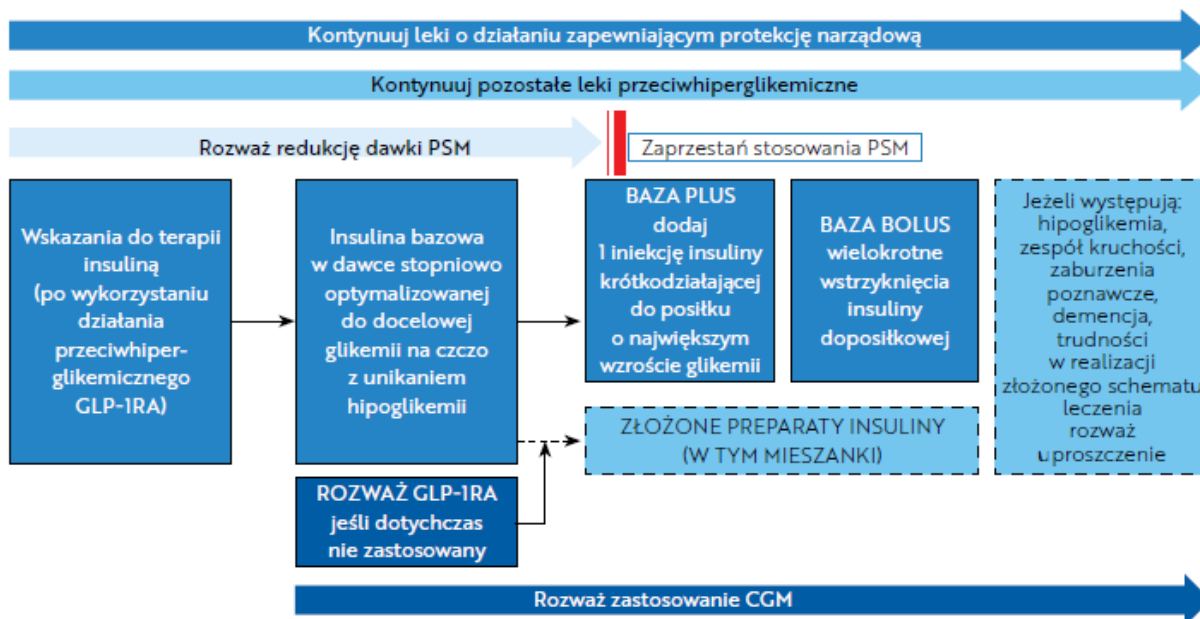 Kontynuuj leki o działaniu zapewniającym protekcję narządową
Kontynuuj pozostałe leki przeciwhiperglikemiczne
Rozważ redukcję dawki PSM
Zaprzestań stosowania PSM
Wskazania do terapii
insuliną
(po wykorzystaniu
działania
przeciwhiper-
glikemicznego
GLP-1RA)
Insulina bazowa
w dawce stopniowo
optymalizowanej
do docelowej
glikemii na czczo
z unikaniem
hipoglikemii
ROZWAŻ GLP-1RA
jeśli dotychczas
nie zastosowany
BAZA PLUS
dodaj
1 iniekcję insuliny
krótkodziałającej
do posiłku
o największym
wzroście glikemii
BAZA BOLUS
wielokrotne
wstrzyknięcia
insuliny
doposiłkowej
ZŁOŻONE PREPARATY INSULINY
(W TYM MIESZANKI)
Jeżeli występują:
hipoglikemia,
zespół kruchości,
zaburzenia
poznawcze,
demencja,
trudności
w realizacji
złożonego schematu
leczenia
rozważ
uproszczenie
Rozważ zastosowanie CGM